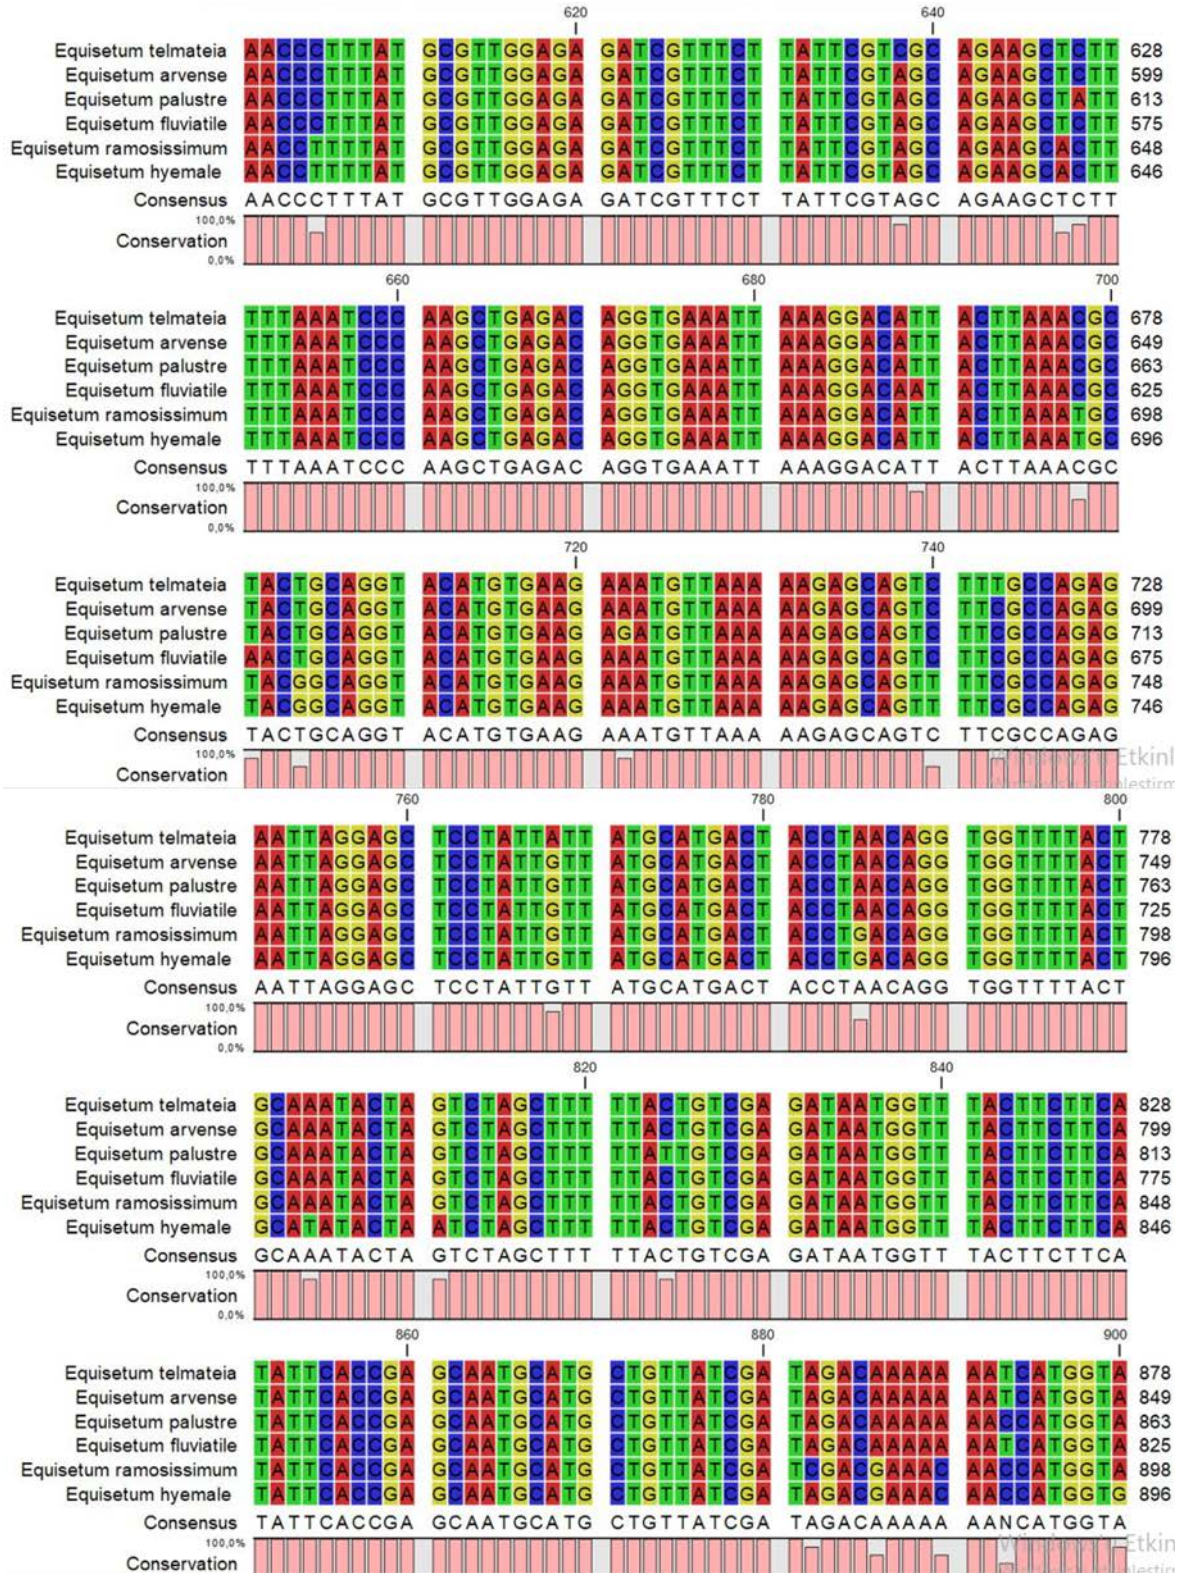 620 640
Equisetum telmateia AACCCTTTAT GCGTTGGAGA GATCGTTTCT TATTCGTCGC AGAAGCTCTT 628
Equisetum arvense AACCCTTTAT GCGTTGGAGA GATCGTTTCT TATTCGTAGC AGAAGCTCTT 599
Equisetum palustre AACCCTTTAT GCGTTGGAGA GATCGTTTCT TATTCGTAGC AGAAGCTATT 613
Equisetum fluviatile AACCCTTTAT GCGTTGGAGA GATCGTTTCT TATTCGTAGC AGAAGCTCTT 575
Equisetum ramosissimum AACCTTTTAT GCGTTGGAGA GATCGTTTCT TATTCGTAGC AGAAGCACTT 648
Equisetum hyemale AACCTTTTAT GCGTTGGAGA GATCGTTTCT TATTCGTAGC AGAAGCACTT 646
Consensus AACCCTTTAT GCGTTGGAGA GATCGTTTCT TATTCGTAGC AGAAGCTCTT
100,0%
Conservation
0,0%
660 680 700
Equisetum telmateia TTTAAATCCC AAGCTGAGAC AGGTGAAATT AAAGGACATT ACTTAAACGC 678
Equisetum arvense TTTAAATCCC AAGCTGAGAC AGGTGAAATT AAAGGACATT ACTTAAACGC 649
Equisetum palustre TTTAAATCCC AAGCTGAGAC AGGTGAAATT AAAGGACATT ACTTAAACGC 663
Equisetum fluviatile TTTAAATCCC AAGCTGAGAC AGGTGAAATT AAAGGACAAT ACTTAAACGC 625
Equisetum ramosissimum TTTAAATCCC AAGCTGAGAC AGGTGAAATT AAAGGACATT ACTTAAATGC 698
Equisetum hyemale TTTAAATCCC AAGCTGAGAC AGGTGAAATT AAAGGACATT ACTTAAATGC 696
Consensus TTTAAATCCC AAGCTGAGAC AGGTGAAATT AAAGGACATT ACTTAAACGC
100,0%
Conservation
0,0%
720 740
Equisetum telmateia TACTGCAGGT ACATGTGAAG AAATGTTAAA AAGAGCAGTC TTTGCCAGAG 728
Equisetum arvense TACTGCAGGT ACATGTGAAG AAATGTTAAA AAGAGCAGTC TTCGCCAGAG 699
Equisetum palustre TACTGCAGGT ACATGTGAAG AGATGTTAAA AAGAGCAGTC TTCGCCAGAG 713
Equisetum fluviatile AACTGCAGGT ACATGTGAAG AAATGTTAAA AAGAGCAGTC TTCGCCAGAG 675
Equisetum ramosissimum TACGGCAGGT ACATGTGAAG AAATGTTAAA AAGAGCAGTT TTCGCCAGAG 748
Equisetum hyemale TACGGCAGGT ACATGTGAAG AAATGTTAAA AAGAGCAGTT TTCGCCAGAG 746
Consensus TACTGCAGGT ACATGTGAAG AAATGTTAAA AAGAGCAGTC TTCGCCAGAG
100,0%
Conservation
760 780 800
Equisetum telmateia AATTAGGAGC TCCTATTATT ATGCATGACT ACCTAACAGG TGGTTTTACT 778
Equisetum arvense AATTAGGAGC TCCTATTGTT ATGCATGACT ACCTAACAGG TGGTTTTACT 749
Equisetum palustre AATTAGGAGC TCCTATTGTT ATGCATGACT ACCTAACAGG TGGTTTTACT 763
Equisetum fluviatile AATTAGGAGC TCCTATTGTT ATGCATGACT ACCTAACAGG TGGTTTTACT 725
Equisetum ramosissimum AATTAGGAGC TCCTATTGTT ATGCATGACT ACCTGACAGG TGGTTTTACT 798
Equisetum hyemale AATTAGGAGC TCCTATTGTT ATGCATGACT ACCTGACAGG TGGTTTTACT 796
Consensus AATTAGGAGC TCCTATTGTT ATGCATGACT ACCTAACAGG TGGTTTTACT
100,0%
Conservation
0,0%
820 840
Equisetum telmateia GCAAATACTA GTCTAGCTTT TTACTGTCGA GATAATGGTT TACTTCTTCA 828
Equisetum arvense GCAAATACTA GTCTAGCTTT TTACTGTCGA GATAATGGTT TACTTCTTCA 799
Equisetum palustre GCAAATACTA GTCTAGCTTT TTATTGTCGA GATAATGGTT TACTTCTTCA 813
Equisetum fluviatile GCAAATACTA GTCTAGCTTT TTACTGTCGA GATAATGGTT TACTTCTTCA 775
Equisetum ramosissimum GCAAATACTA GTCTAGCTTT TTACTGTCGA GATAATGGTT TACTTCTTCA 848
Equisetum hyemale GCATATACTA ATCTAGCTTT TTACTGTCGA GATAATGGTT TACTTCTTCA 846
Consensus GCAAATACTA GTCTAGCTTT TTACTGTCGA GATAATGGTT TACTTCTTCA
100,0%
Conservation
0,0%
860 880 900
Equisetum telmateia TATTCACCGA GCAATGCATG CTGTTATCGA TAGACAAAAA AATCATGGTA 878
Equisetum arvense TATTCACCGA GCAATGCATG CTGTTATCGA TAGACAAAAA AATCATGGTA 849
Equisetum palustre TATTCACCGA GCAATGCATG CTGTTATCGA TAGACAAAAA AACCATGGTA 863
Equisetum fluviatile TATTCACCGA GCAATGCATG CTGTTATCGA TAGACAAAAA AATCATGGTA 825
Equisetum ramosissimum TATTCACCGA GCAATGCATG CTGTTATCGA TCGACGAAAC AACCATGGTA 898
Equisetum hyemale TATTCACCGA GCAATGCATG CTGTTATCGA TAGACGAAAC AACCATGGTG 896
Consensus TATTCACCGA GCAATGCATG CTGTTATCGA TAGACAAAAA AANCATGGTA
100,0%
Conservation